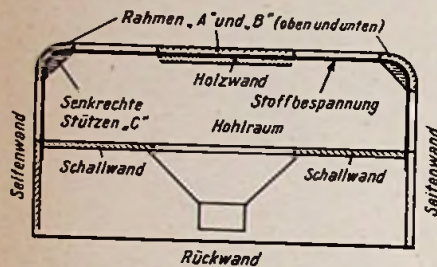 Rahmen „A" und „B" (oben und unten)
Holzwand
Senkrechte
Stützen „C"
Stoffbespannung
Hohlraum
Schallwand
Schallwand
Seitenwand
Seitenwand
Rückwand